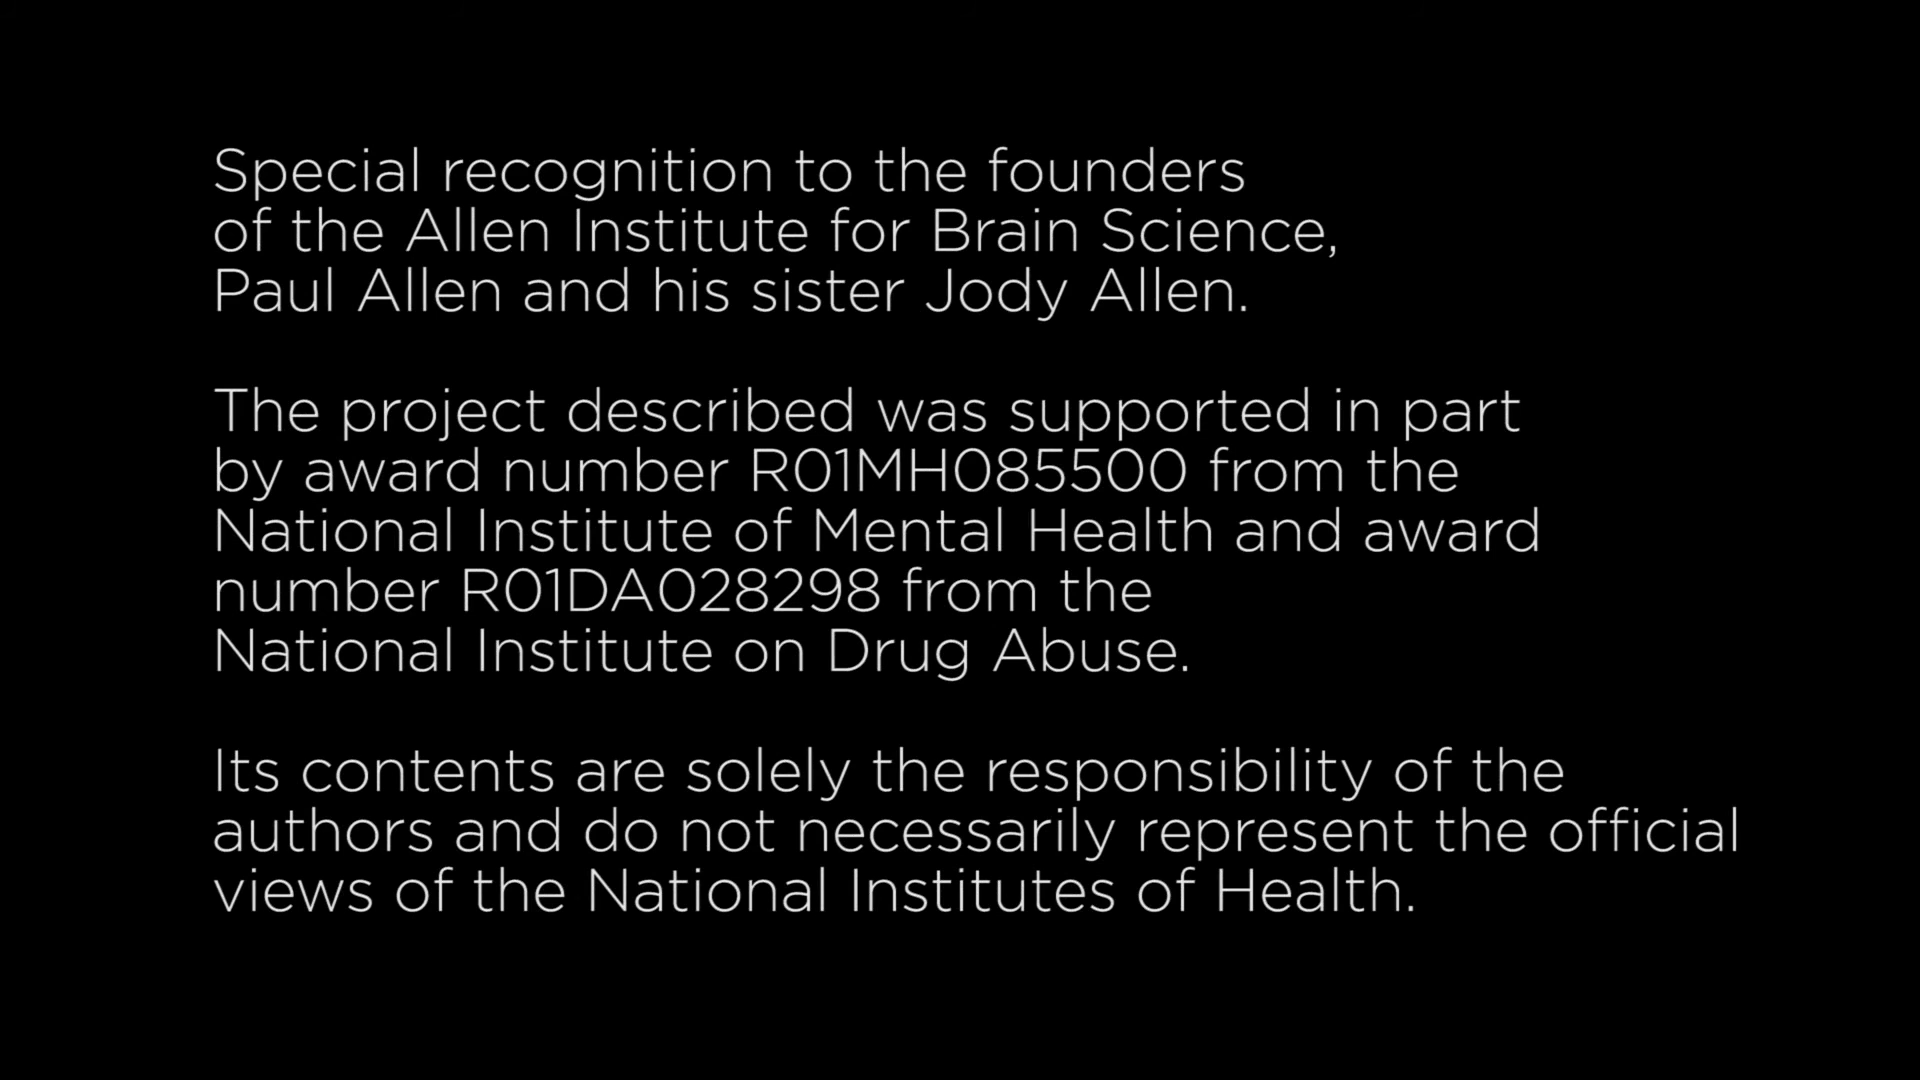 Special recognition to the founders
of the Allen Institute for Brain Science,
Paul Allen and his sister Jody Allen.
The project described was supported in part
by award number R01MH085500 from the
National Institute of Mental Health and award
number R01DA028298 from the
National Institute on Drug Abuse.
Its contents are solely the responsibility of the
authors and do not necessarily represent the official
views of the National Institutes of Health.